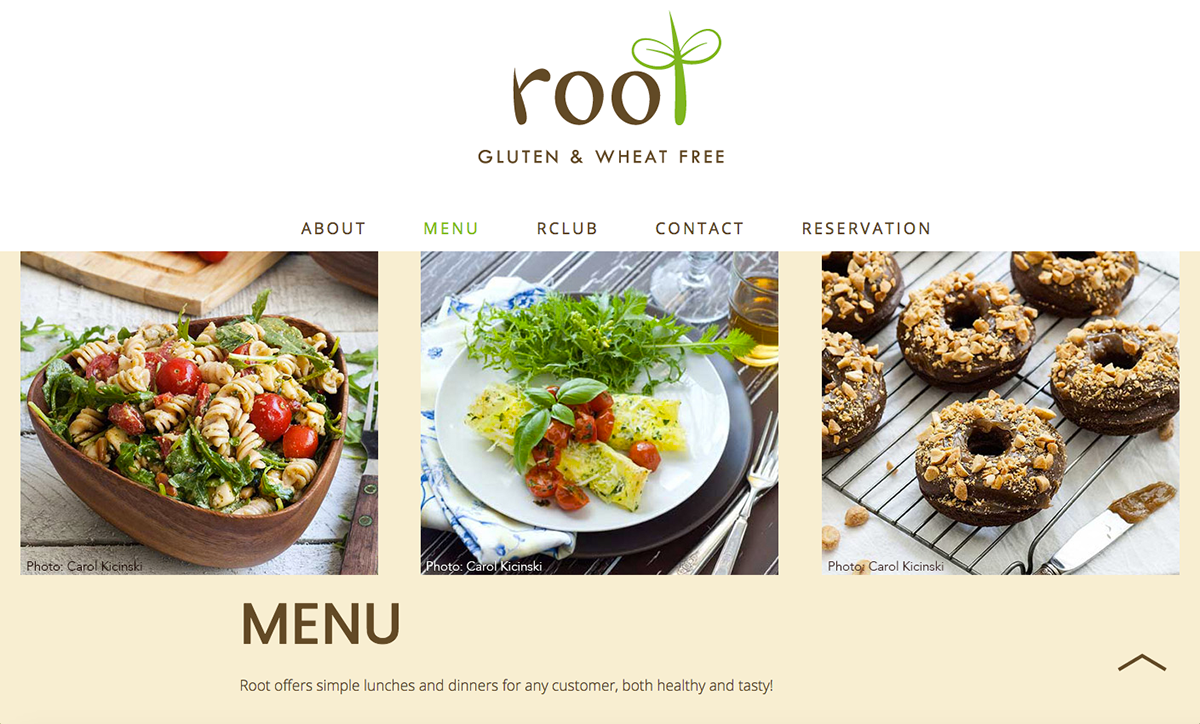 root
GLUTEN & WHEAT FREE
ABOUT MENU RCLUB CONTACT RESERVATION
Photo: Carol Kicinski
Photo: Carol Kicinski
Photo: Carol Kicinski
MENU
Root offers simple lunches and dinners for any customer, both healthy and tasty!